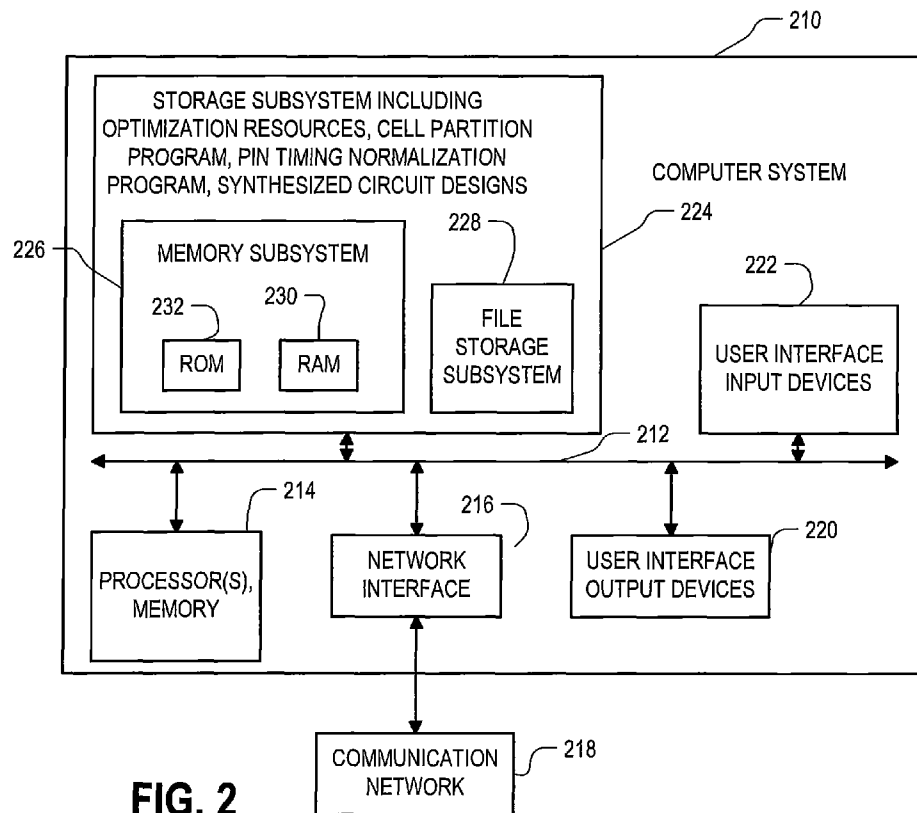 210
STORAGE SUBSYSTEM INCLUDING
OPTIMIZATION RESOURCES, CELL PARTITION
PROGRAM, PIN TIMING NORMALIZATION
PROGRAM, SYNTHESIZED CIRCUIT DESIGNS
COMPUTER SYSTEM
224
226
MEMORY SUBSYSTEM
228
222
232
230
ROM
RAM
FILE
STORAGE
SUBSYSTEM
USER INTERFACE
INPUT DEVICES
212
214
216
220
PROCESSOR(S),
MEMORY
NETWORK
INTERFACE
USER INTERFACE
OUTPUT DEVICES
COMMUNICATION
NETWORK
218
FIG. 2